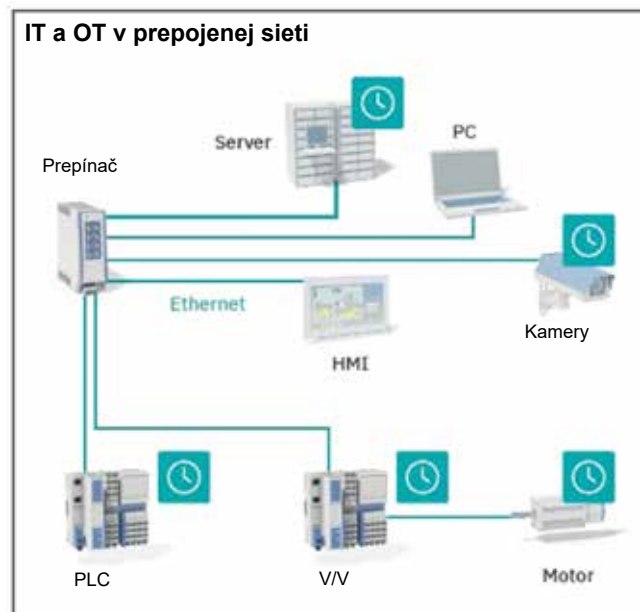 IT a OT v prepojenej sieti
Server
PC
Prepínač
Ethernet
Kamery
HMI
PLC
V/V
Motor